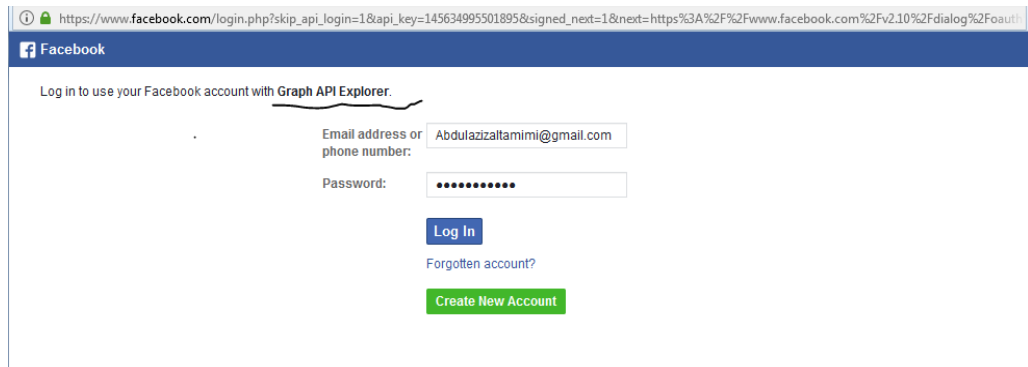 https://www.facebook.com/login.php?skip_api_login=1&api_key=145634995501895&signed_next=1&next=https%3A%2F%2Fwww.facebook.com%2Fv2.10%2Fdialog%2Foauth
Facebook
Log in to use your Facebook account with Graph API Explorer.
Email address or Abdulazizaltamimi@gmail.com
phone number:
Password: •••••••••••
Log In
Forgotten account?
Create New Account